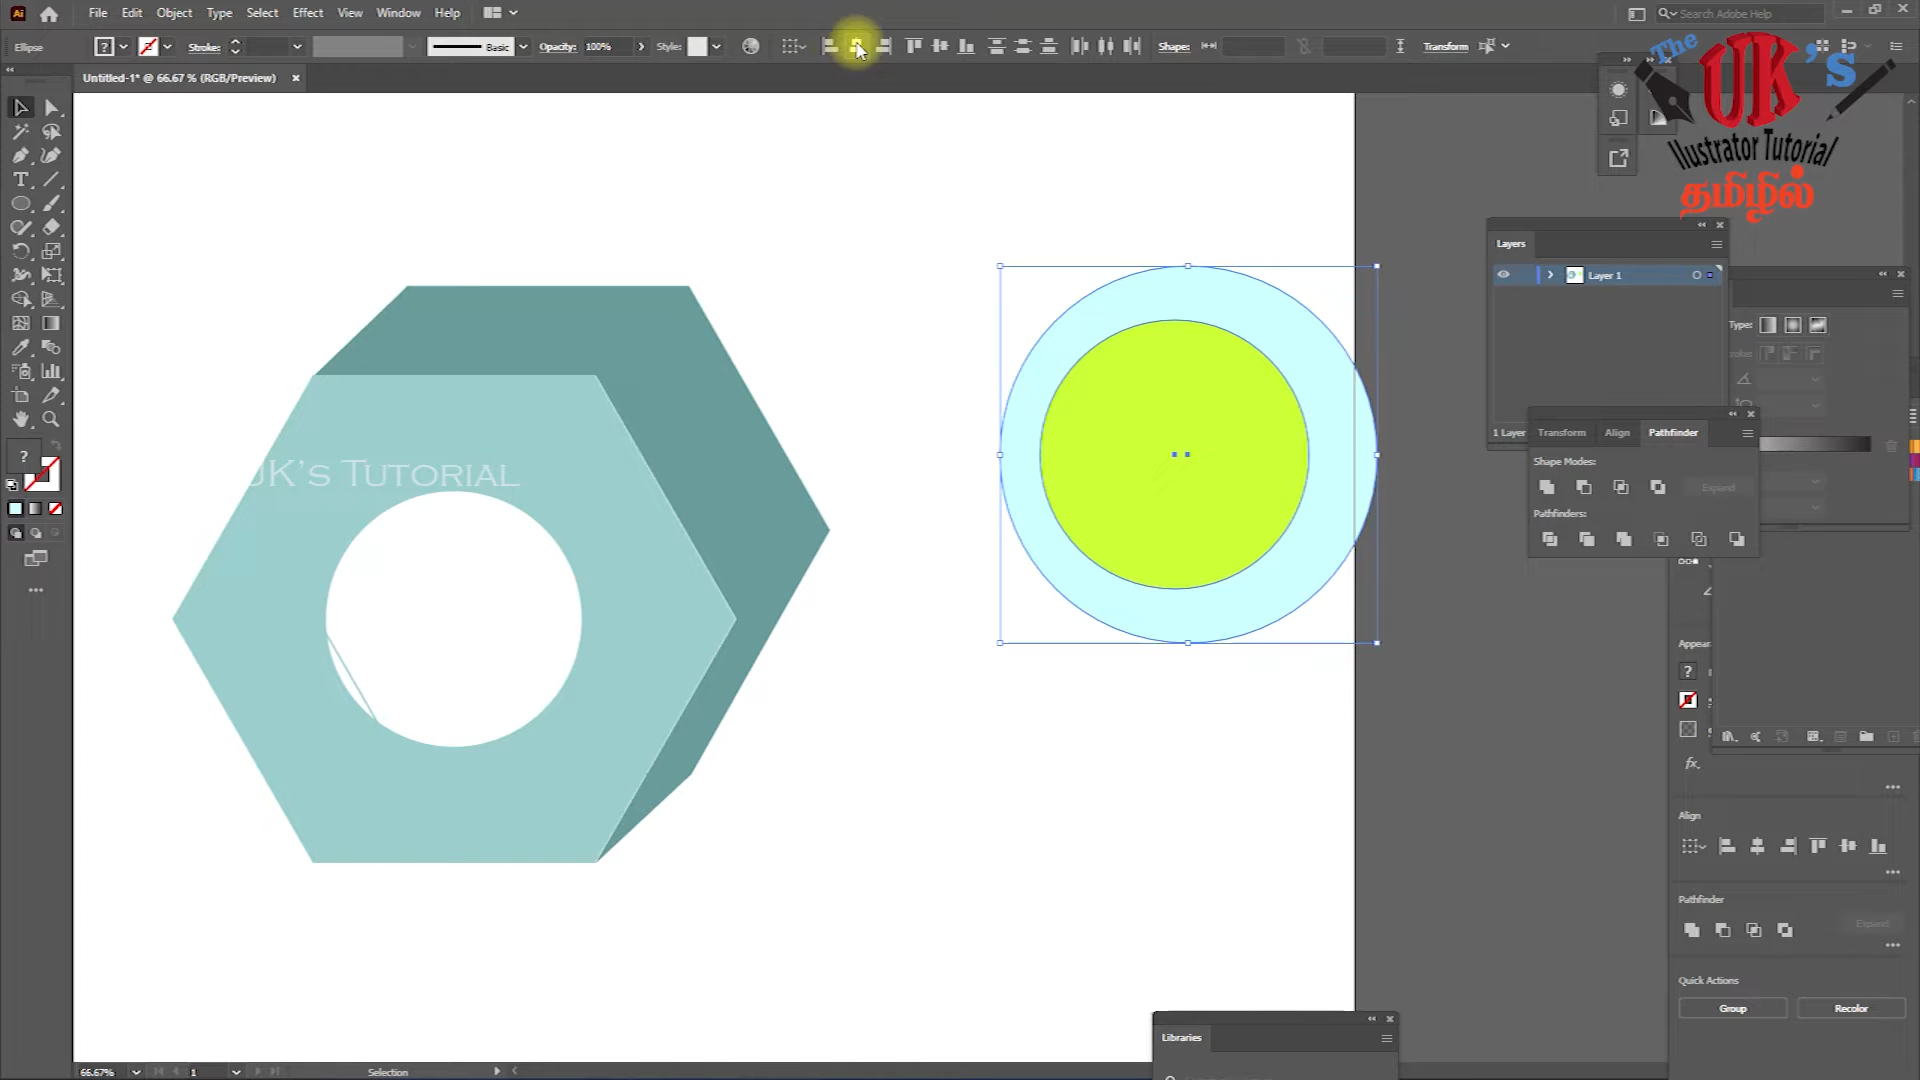 Ai File Edit Object Type Select Effect View Window Help Search Adobe Help
Ellipse ? Stroke: Basic Opacity: 100% Style: Shape: Transform
Untitled-1* @ 66.67 % (RGB/Preview)
The UK's
Ilustrator Tutorial
தமிழில்
Layers
Layer 1
1 Layer
Type:
Transform Align Pathfinder
Shape Modes:
Expand
Pathfinders:
UK's Tutorial
?
Appear
?
fx
Align
Pathfinder
Expand
Quick Actions
Group Recolor
Libraries
66.67% 1 Selection